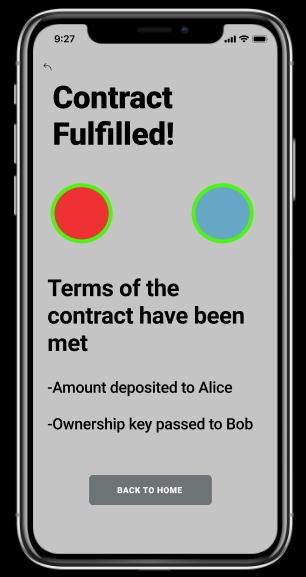 9:27
Contract
Fulfilled!
Terms of the
contract have been
met
-Amount deposited to Alice
-Ownership key passed to Bob
BACK TO HOME